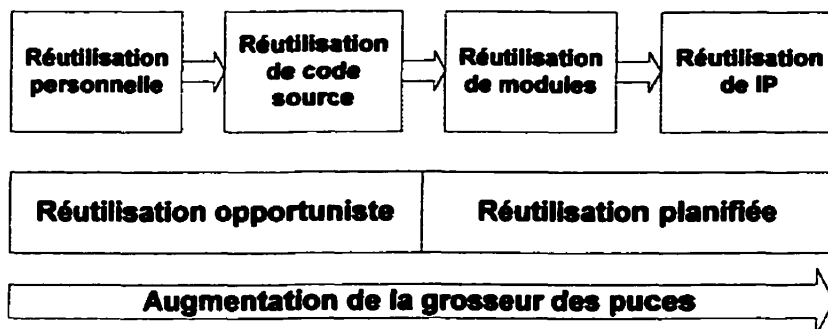 Réutilisation
personnelle
Réutilisation
de code
source
Réutilisation
de modules
Réutilisation
de IP
Réutilisation opportuniste
Réutilisation planifiée
Augmentation de la grosseur des puces